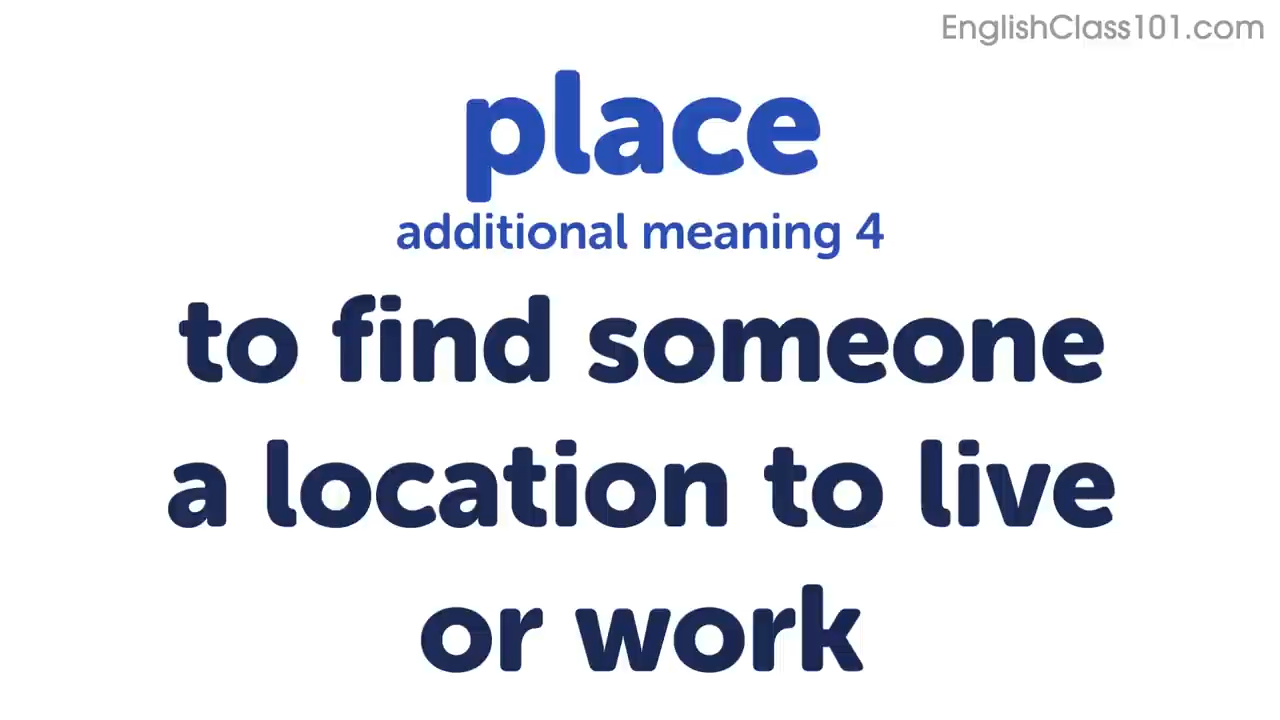 EnglishClass101.com
place
additional meaning 4
to find someone
a location to live
or work